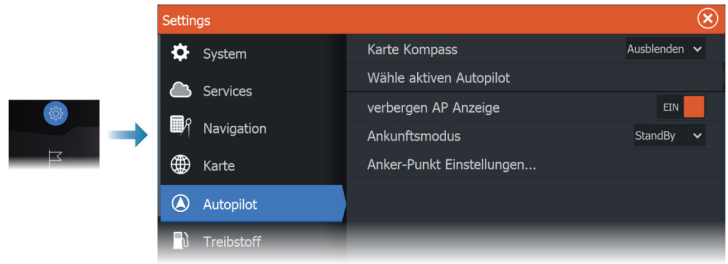 Settings
System
Services
Navigation
Karte
Autopilot
Treibstoff
Karte Kompass Ausblenden
Wähle aktiven Autopilot
verbergen AP Anzeige EIN
Ankunftsmodus StandBy
Anker-Punkt Einstellungen...